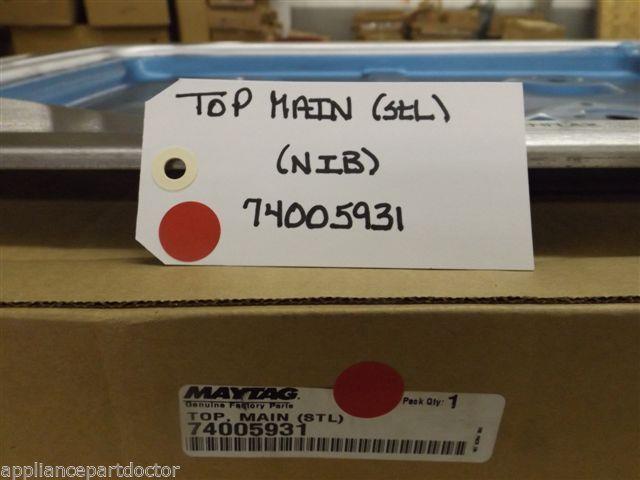 TOP MAIN (StL)
(NIB)
74005931
MAYTAG
Genuine Factory Parts
Pack Qty: 1
TOP, MAIN (STL)
74005931
appliancepartdoctor